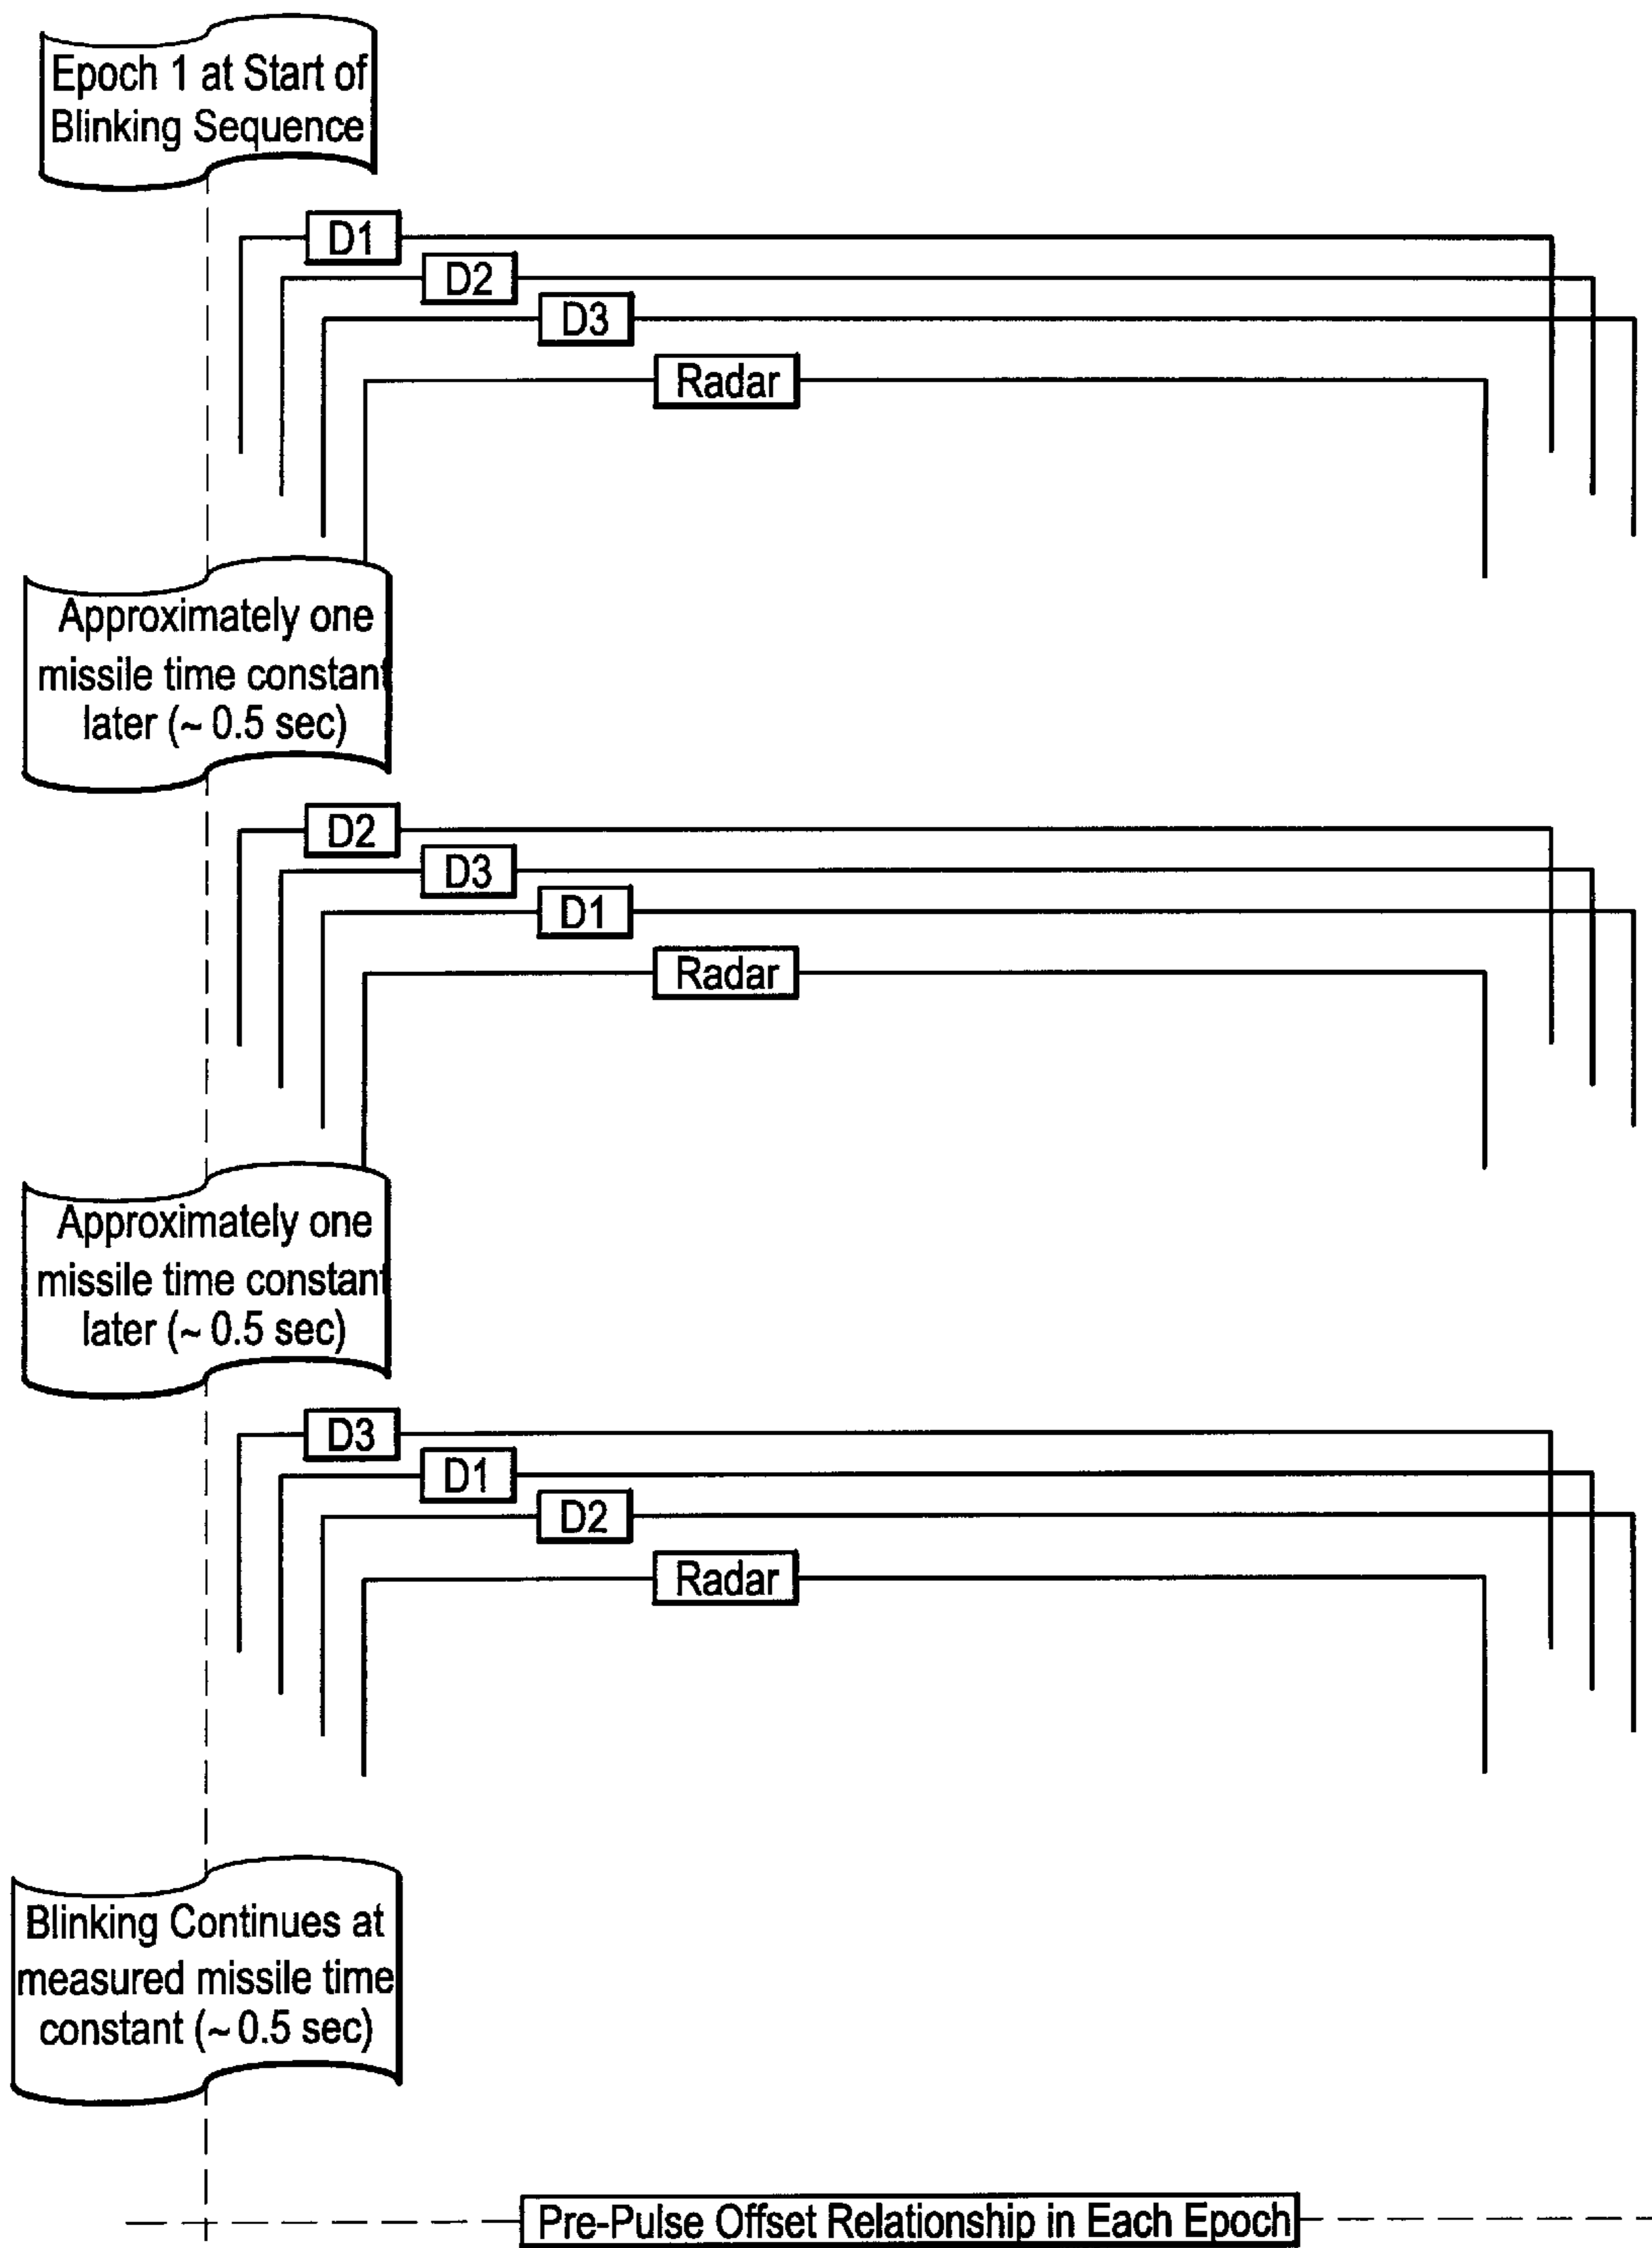 Epoch 1 at Start of
Blinking Sequence
D1
D2
D3
Radar
Approximately one
missile time constant
later (~ 0.5 sec)
D2
D3
D1
Radar
Approximately one
missile time constant
later (~ 0.5 sec)
D3
D1
D2
Radar
Blinking Continues at
measured missile time
constant (~ 0.5 sec)
Pre-Pulse Offset Relationship in Each Epoch